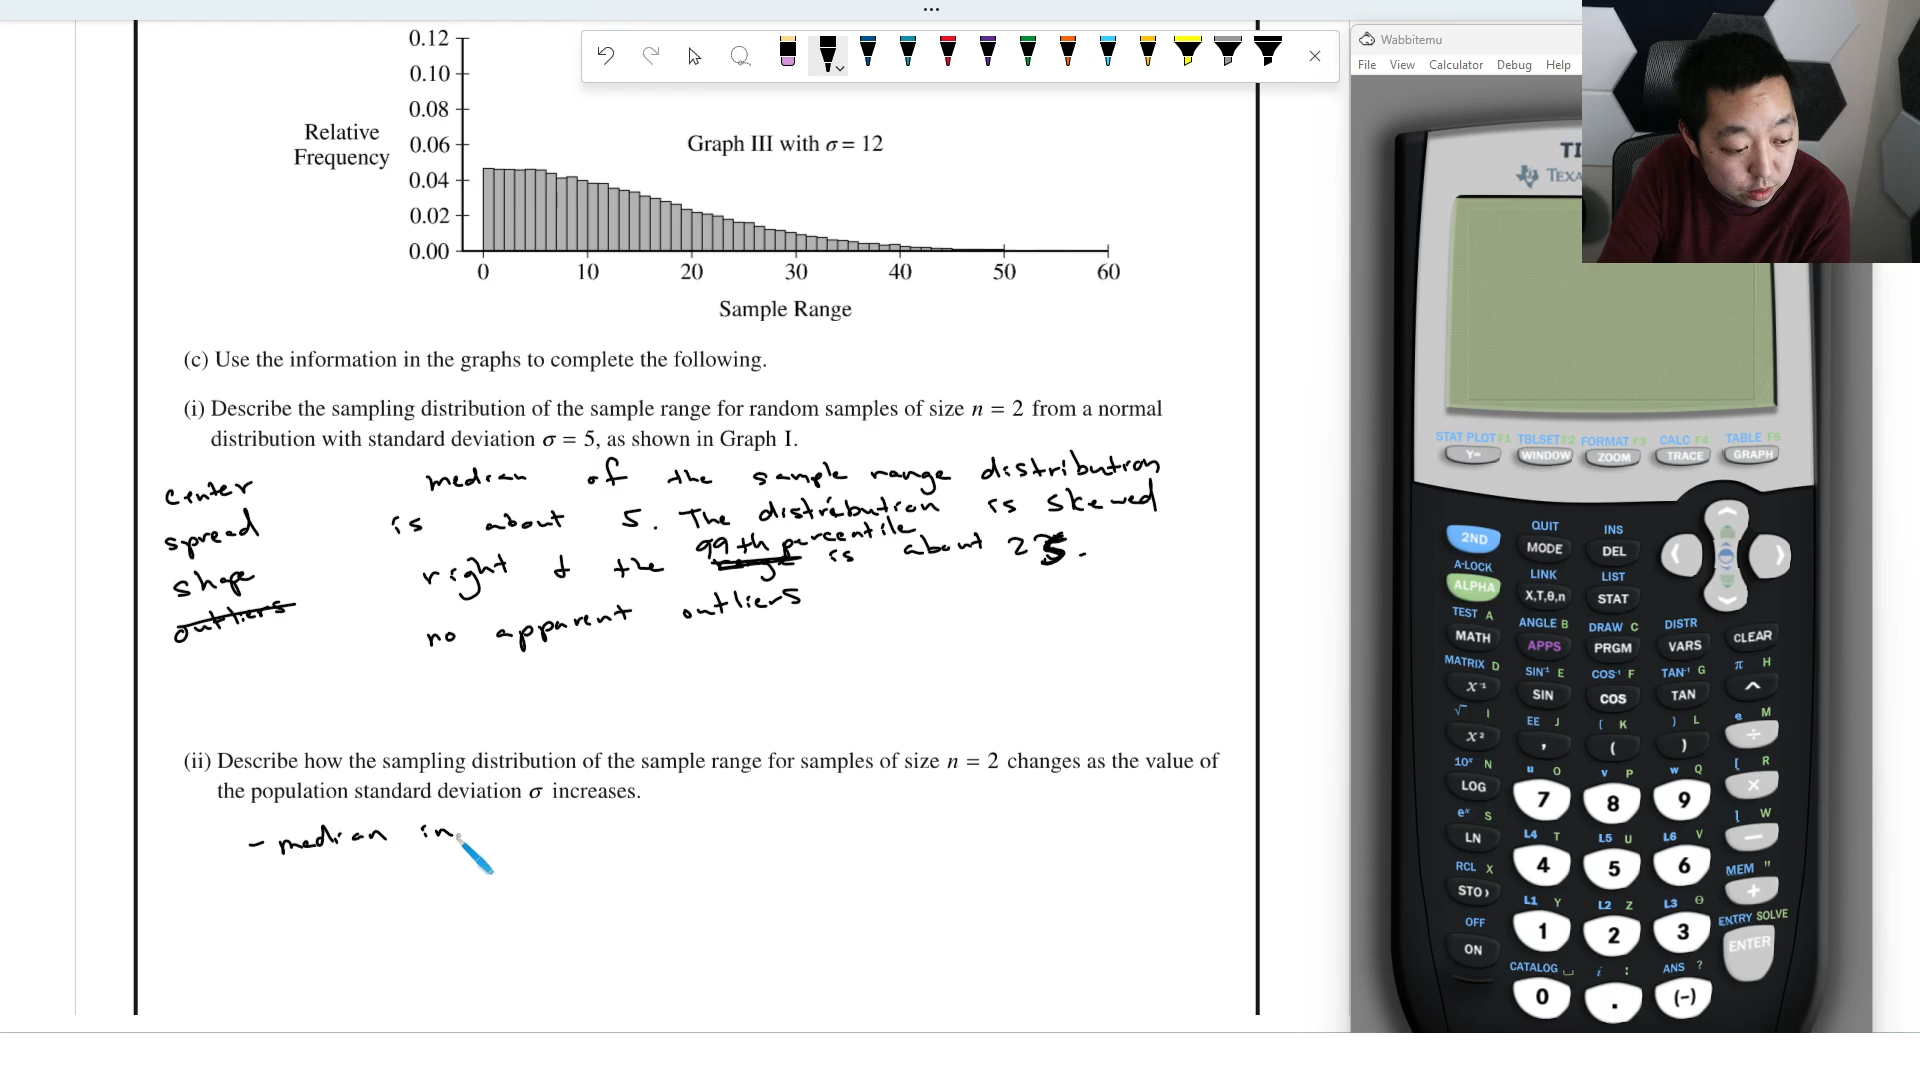 ...
0.12
0.10
0.08
0.06
0.04
0.02
0.00
Relative
Frequency
Graph III with σ = 12
0 10 20 30 40 50 60
Sample Range
(c) Use the information in the graphs to complete the following.
(i) Describe the sampling distribution of the sample range for random samples of size n = 2 from a normal
distribution with standard deviation σ = 5, as shown in Graph I.
center
spread
shape
outliers
median of the sample range distribution
is about 5. The distribution is skewed
right & the 99th percentile is about 25.
no apparent outliers
(ii) Describe how the sampling distribution of the sample range for samples of size n = 2 changes as the value of
the population standard deviation σ increases.
- median in
Wabbitemu
File View Calculator Debug Help
TI
TEXA
STAT PLOT F1 TBLSET F2 FORMAT F3 CALC F4 TABLE F5
Y= WINDOW ZOOM TRACE GRAPH
QUIT INS
2ND MODE DEL
A-LOCK LINK LIST
ALPHA X,T,θ,n STAT
TEST A ANGLE B DRAW C DISTR
MATH APPS PRGM VARS CLEAR
MATRIX D SIN⁻¹ E COS⁻¹ F TAN⁻¹ G π H
X⁻¹ SIN COS TAN ^
√ I EE J { K } L e M
X² , ( ) ÷
10ˣ N u O v P w Q [ R
LOG 7 8 9 ×
eˣ S L4 T L5 U L6 V ] W
LN 4 5 6 −
RCL X L1 Y L2 Z L3 θ MEM "
STO› 1 2 3 +
OFF CATALOG i : ANS ? ENTRY SOLVE
ON 0 . (-) ENTER